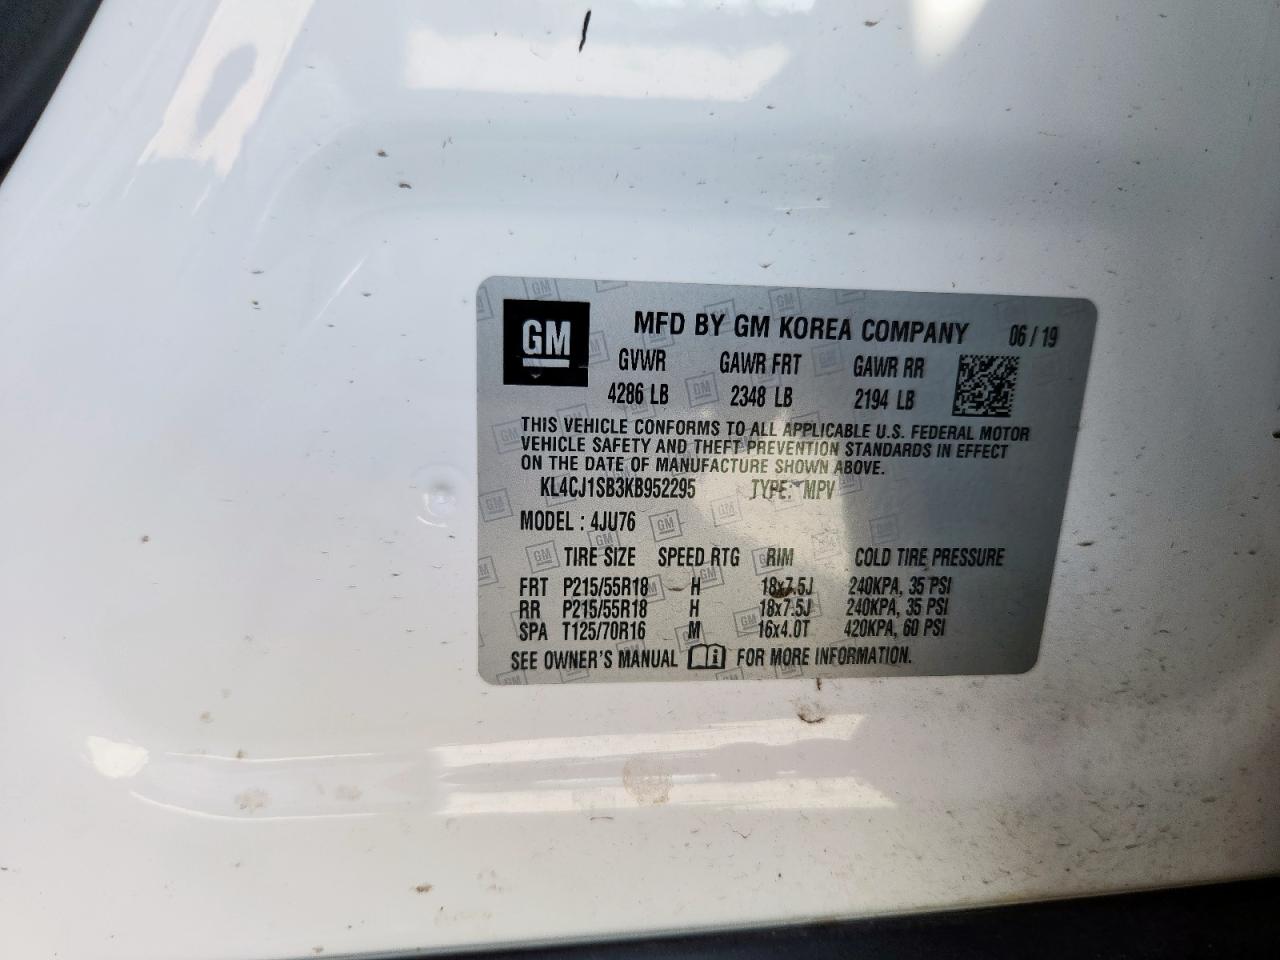 GM
MFD BY GM KOREA COMPANY 06 / 19
GVWR GAWR FRT GAWR RR
4286 LB 2348 LB 2194 LB
THIS VEHICLE CONFORMS TO ALL APPLICABLE U.S. FEDERAL MOTOR
VEHICLE SAFETY AND THEFT PREVENTION STANDARDS IN EFFECT
ON THE DATE OF MANUFACTURE SHOWN ABOVE.
KL4CJ1SB3KB952295 TYPE: MPV
MODEL : 4JU76
TIRE SIZE SPEED RTG RIM COLD TIRE PRESSURE
FRT P215/55R18 H 18x7.5J 240KPA, 35 PSI
RR P215/55R18 H 18x7.5J 240KPA, 35 PSI
SPA T125/70R16 M 16x4.0T 420KPA, 60 PSI
SEE OWNER'S MANUAL FOR MORE INFORMATION.